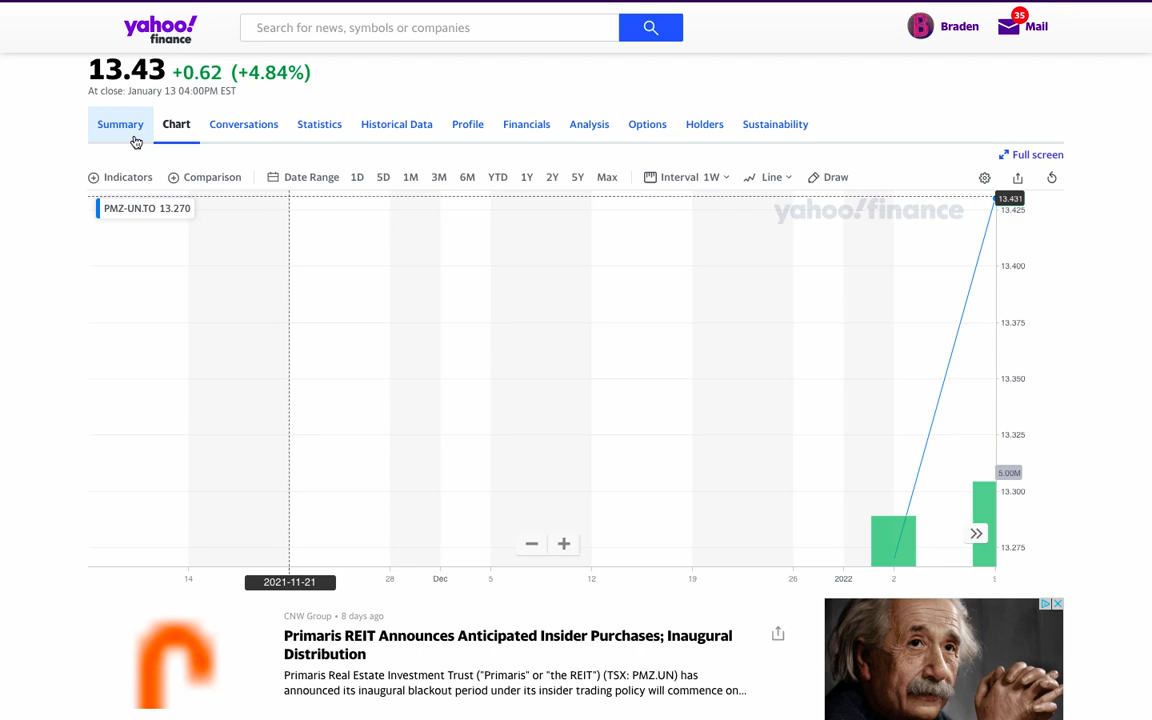 yahoo!
finance
Search for news, symbols or companies
Braden
35
Mail
13.43 +0.62 (+4.84%)
At close: January 13 04:00PM EST
Summary Chart Conversations Statistics Historical Data Profile Financials Analysis Options Holders Sustainability
Full screen
Indicators Comparison Date Range 1D 5D 1M 3M 6M YTD 1Y 2Y 5Y Max Interval 1W Line Draw
PMZ-UN.TO 13.270
yahoo!finance
13.431
13.425
13.400
13.375
13.350
13.325
5.00M
13.300
13.275
14 28 Dec 5 12 19 26 2022 2
2021-11-21
CNW Group • 8 days ago
Primaris REIT Announces Anticipated Insider Purchases; Inaugural
Distribution
Primaris Real Estate Investment Trust ("Primaris" or "the REIT") (TSX: PMZ.UN) has
announced its inaugural blackout period under its insider trading policy will commence on...